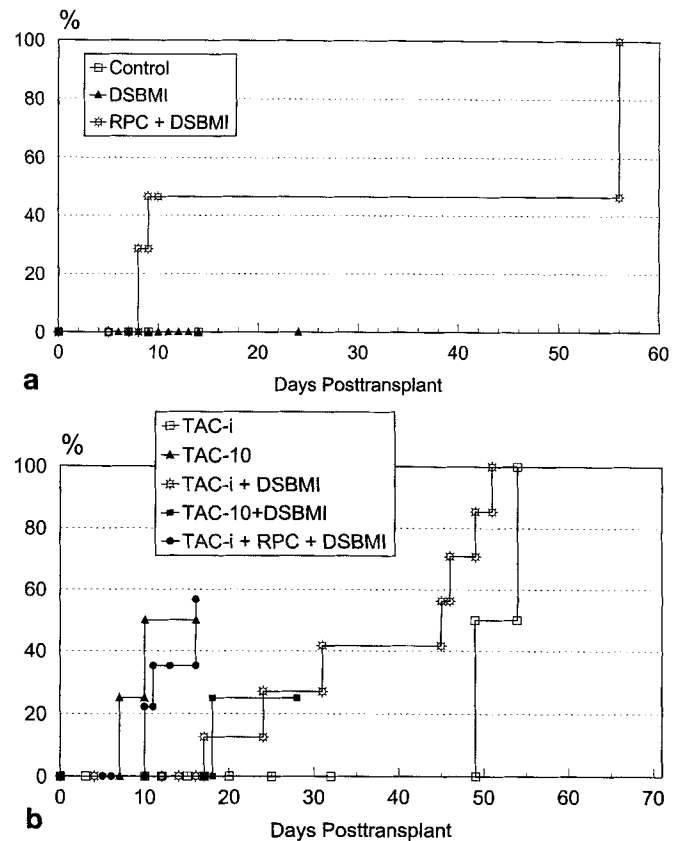 %
100
80
60
40
20
0
Control
DSBMI
RPC + DSBMI
0 10 20 30 40 50 60
Days Posttransplant
a
%
100
80
60
40
20
0
TAC-i
TAC-10
TAC-i + DSBMI
TAC-10+DSBMI
TAC-i + RPC + DSBMI
0 10 20 30 40 50 60 70
Days Posttransplant
b